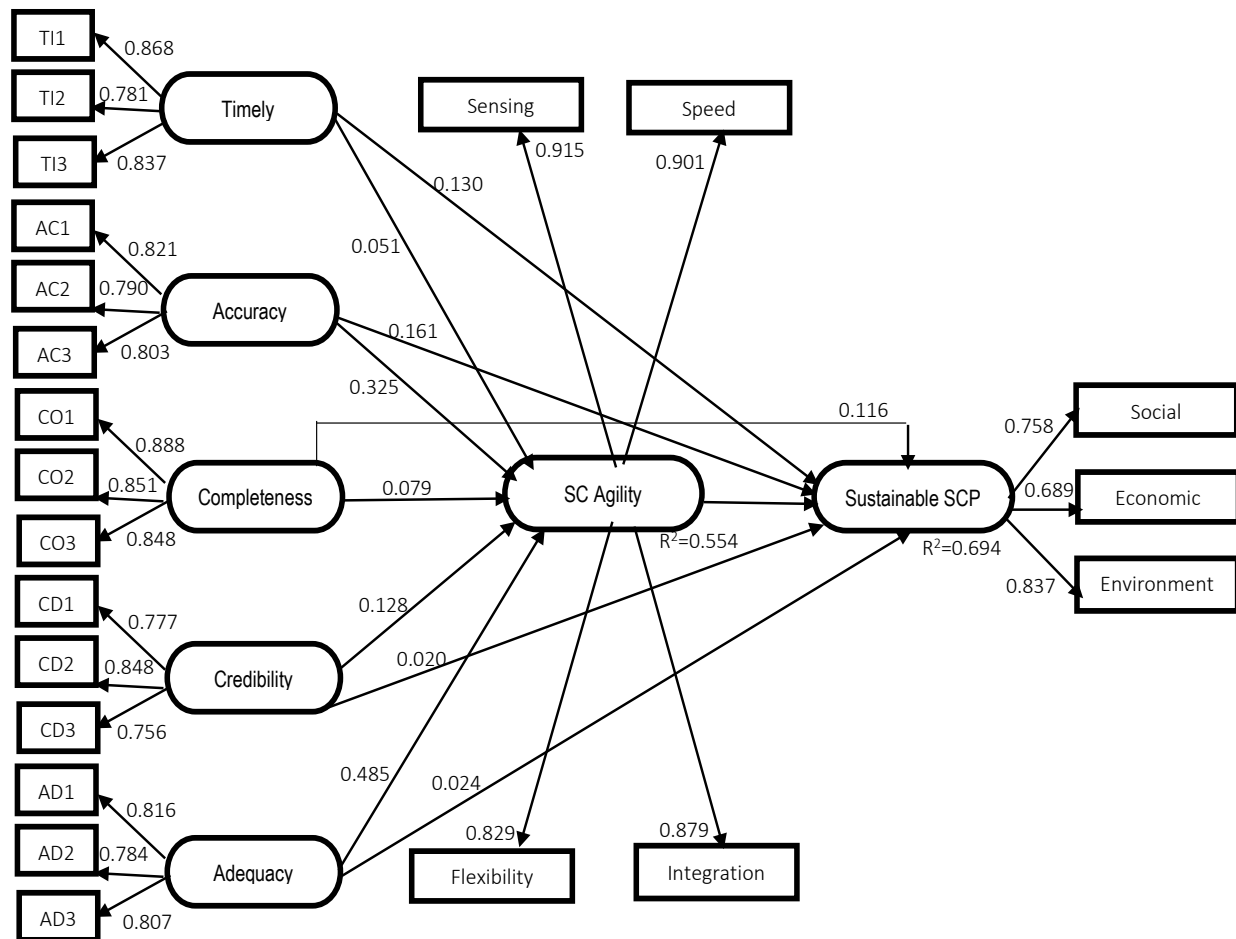 TI1
0.868
TI2
0.781
TI3
0.837
Timely
Sensing
Speed
0.915
0.901
0.130
0.051
AC1
0.821
AC2
0.790
AC3
0.803
Accuracy
0.161
0.325
CO1
0.888
CO2
0.851
CO3
0.848
Completeness
0.116
0.079
SC Agility
R²=0.554
Sustainable SCP
R²=0.694
0.758
Social
0.689
Economic
0.837
Environment
CD1
0.777
CD2
0.848
CD3
0.756
Credibility
0.128
0.020
AD1
0.816
AD2
0.784
AD3
0.807
Adequacy
0.485
0.024
0.829
Flexibility
0.879
Integration